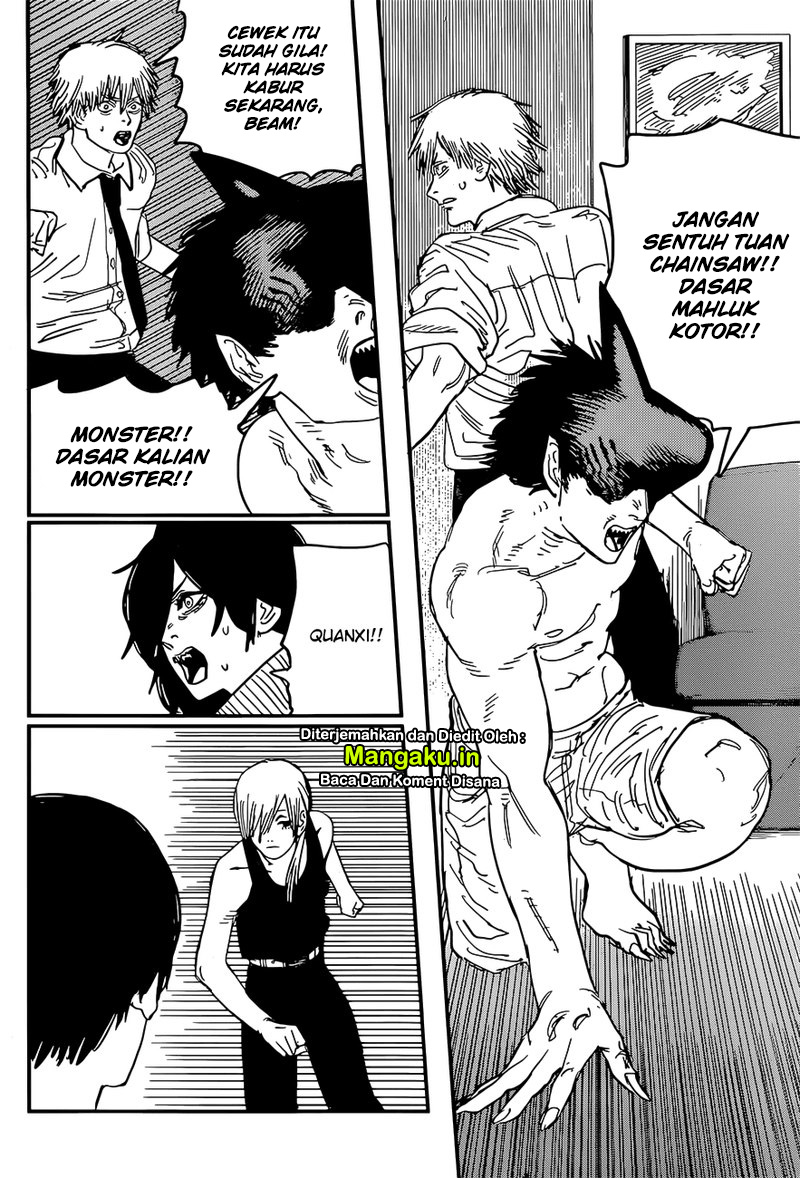 JANGAN
SENTUH TUAN
CHAINSAW!!
DASAR
MAHLUK
KOTOR!!
CEWEK ITU
SUDAH GILA!
KITA HARUS
KABUR
SEKARANG,
BEAM!
MONSTER!!
DASAR KALIAN
MONSTER!!
QUANXI!!
Diterjemahkan dan Diedit Oleh :
Mangaku.in
Baca Dan Koment Disana